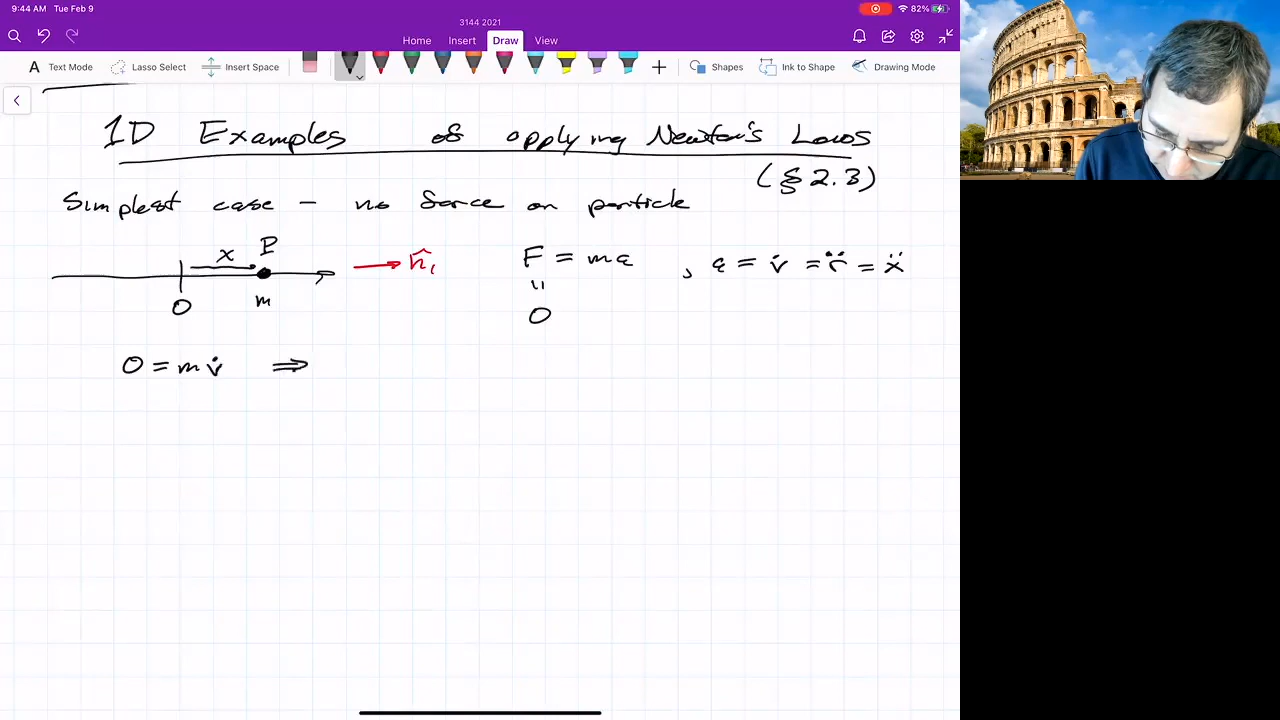 9:44 AM Tue Feb 9
82%
3144 2021
Home Insert Draw View
A Text Mode Lasso Select Insert Space Shapes Ink to Shape Drawing Mode
1D Examples of applying Newton's Laws
(§ 2.3)
Simplest case - no force on particle
x P
n̂₁
F = ma , a = v̇ = r̈ = ẍ
"
O m
0
0 = m v̇ ⇒